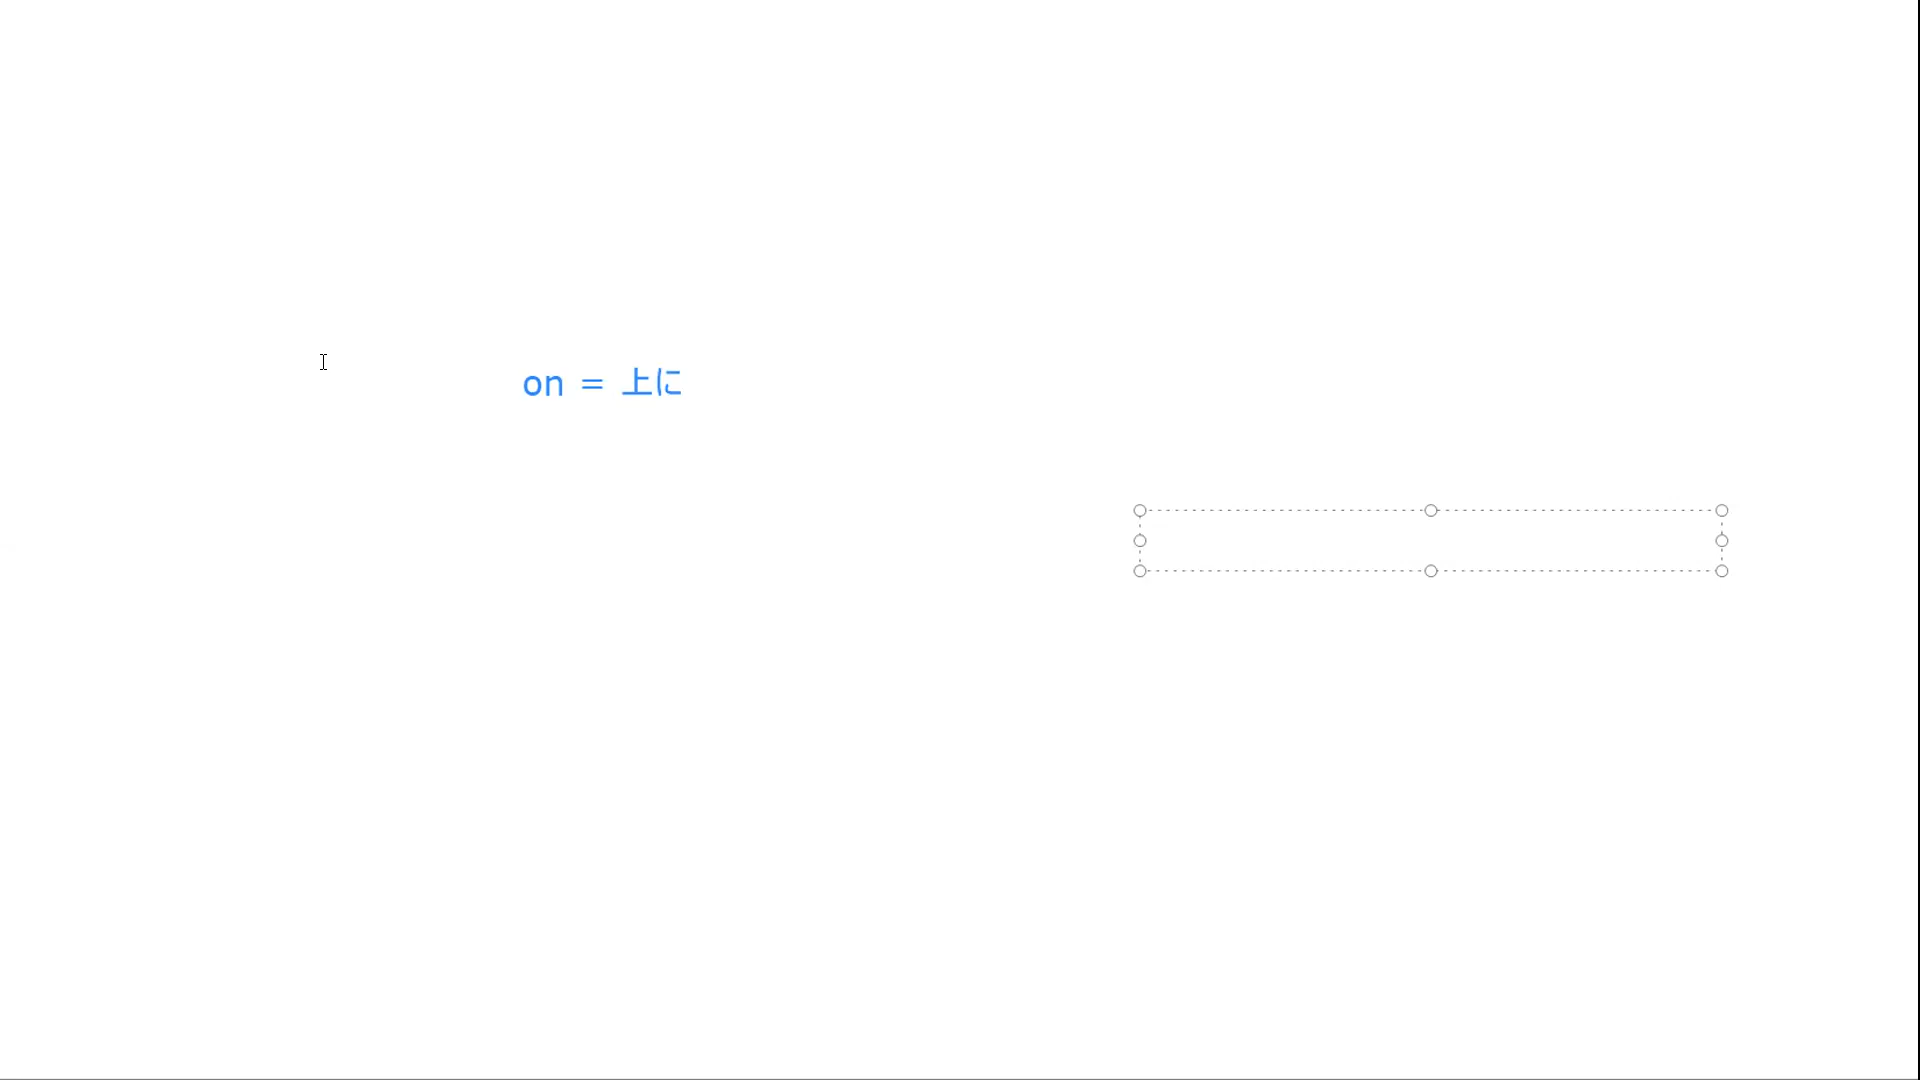 on = 上に